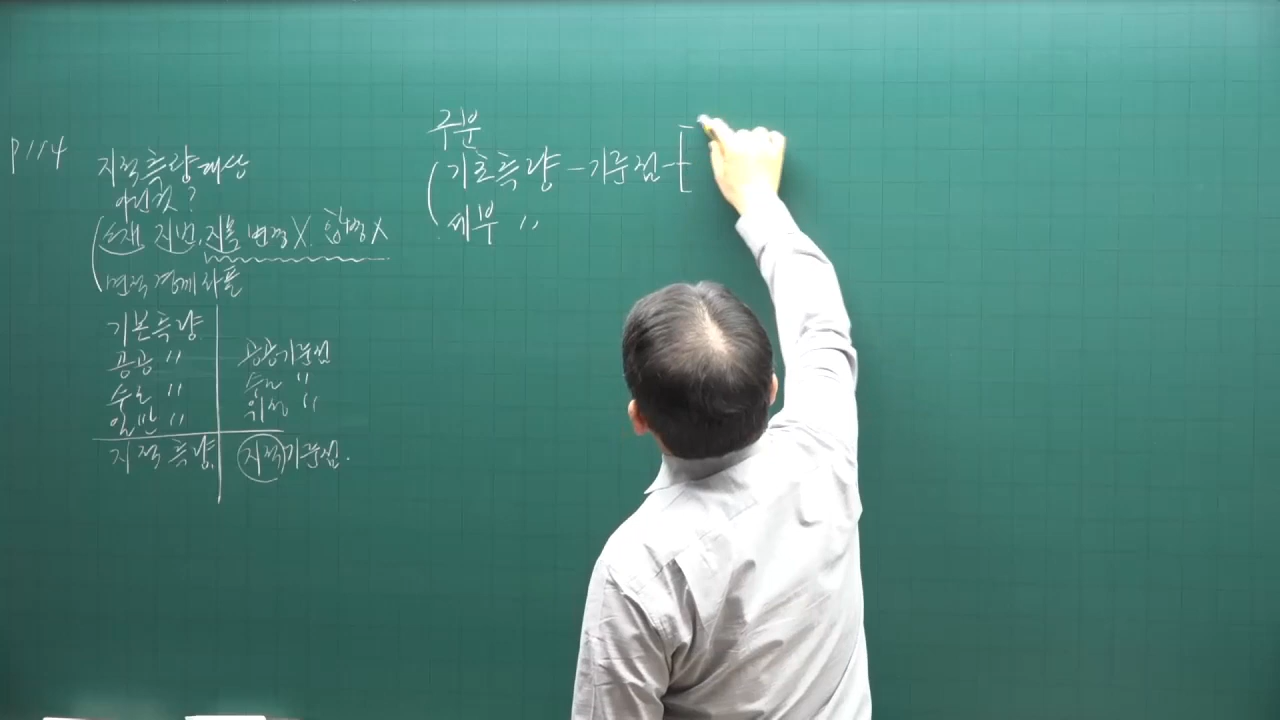 P114
지적측량 대상
아닌것?
소재 지번, 지목 변경X. 합병X
면적 경계 좌표
기본측량
공공 〃 공공기준점
수로 〃 수로 〃
일반 〃 위성 〃
지적측량 지적기준점.
구분
기초측량 - 기준점
세부 〃